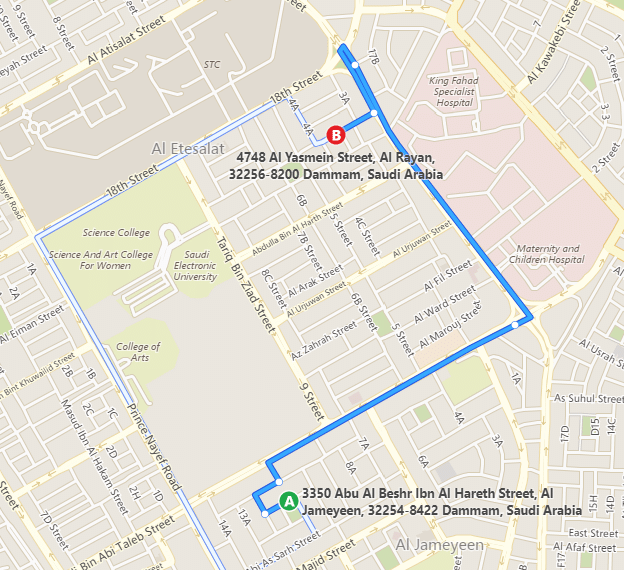 8 Street
7 Street
Al Atisalat Street
eyah Street
STC
18th Street
17B
7
Al Kawakebi Street
1
3A
4A
4A
King Fahad
Specialist
Hospital
3.3
2 Street
2 Street
Al Etesalat
B
4748 Al Yasmein Street, Al Rayan,
32256-8200 Dammam, Saudi Arabia
18th Street
Nayef Road
6B
Abdulla Bin Al Harth Street
5 Street
4C Street
Al Urjuwan Street
Science College
Science And Art College
For Women
Saudi
Electronic
University
Tariq Bin Ziad Street
7B Street
Maternity and
Children Hospital
1A
2A
8C Street
Al Arak Street
Al Fil Street
Al Urjuwan Street
6B Street
Al Ward Street
Al Marouj Street
Al Eiman Street
Az Zahrah Street
5 Street
College of
Arts
Al Usrah Street
Bint Khuwailid Street
1B
1B
1C
2C
1A
9 Street
As Suhul Street
Masud Ibn Al Hakam Street
2D
Prince Nayef Road
4A
17D
D15
14C
1D
2D
1D
1H
7A
6A
A
3350 Abu Al Beshr Ibn Al Hareth Street, Al
Jameyeen, 32254-8422 Dammam, Saudi Arabia
14A
13A
15H
14D
Bin Abi Taleb Street
7D
Abi As Sarh Street
Majid Street
Al Jameyeen
East Street
Al Afaf Street
F17